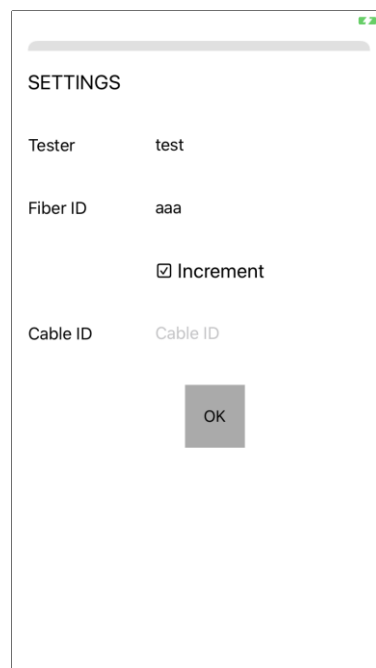 SETTINGS
Tester test
Fiber ID aaa
Increment
Cable ID Cable ID
OK